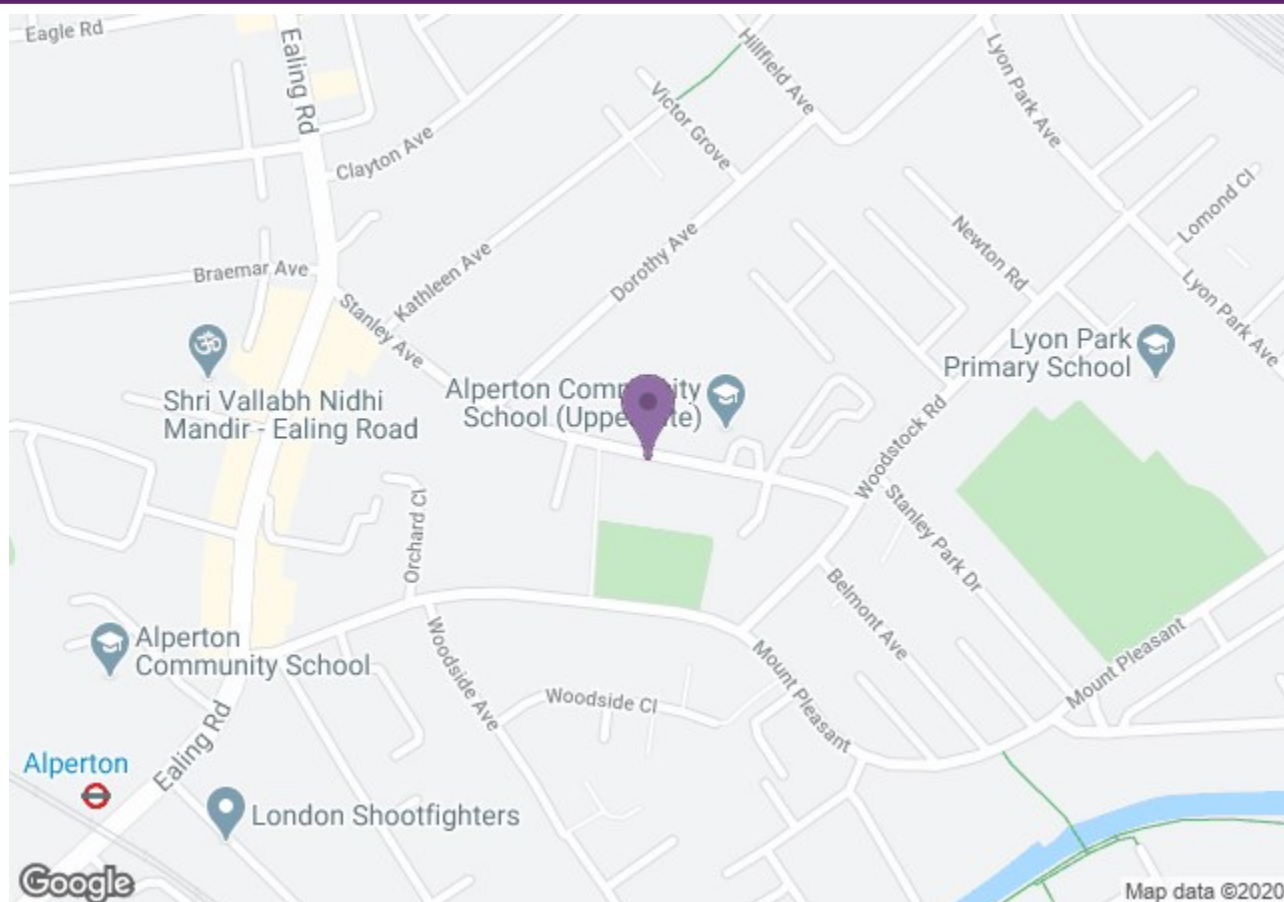 Eagle Rd
Ealing Rd
Hillfield Ave
Lyon Park Ave
Victor Grove
Clayton Ave
Lomond Cl
Newton Rd
Dorothy Ave
Kathleen Ave
Braemar Ave
Stanley Ave
Lyon Park Ave
Lyon Park
Primary School
Shri Vallabh Nidhi
Mandir - Ealing Road
Alperton Community
School (Upper Site)
Woodstock Rd
Stanley Park Dr
Orchard Cl
Belmont Ave
Alperton
Community School
Woodside Ave
Mount Pleasant
Mount Pleasant
Woodside Cl
Ealing Rd
Alperton
London Shootfighters
Google
Map data ©2020